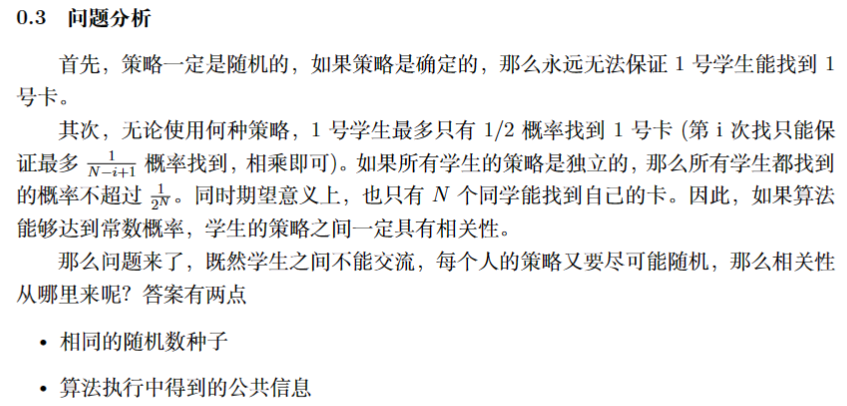 0.3 问题分析
首先，策略一定是随机的，如果策略是确定的，那么永远无法保证 1 号学生能找到 1
号卡。
其次，无论使用何种策略，1 号学生最多只有 1/2 概率找到 1 号卡 (第 i 次找只能保
证最多 $\frac{1}{N-i+1}$ 概率找到，相乘即可)。如果所有学生的策略是独立的，那么所有学生都找到
的概率不超过 $\frac{1}{2^N}$。同时期望意义上，也只有 N 个同学能找到自己的卡。因此，如果算法
能够达到常数概率，学生的策略之间一定具有相关性。
那么问题来了，既然学生之间不能交流，每个人的策略又要尽可能随机，那么相关性
从哪里来呢？答案有两点
• 相同的随机数种子
• 算法执行中得到的公共信息